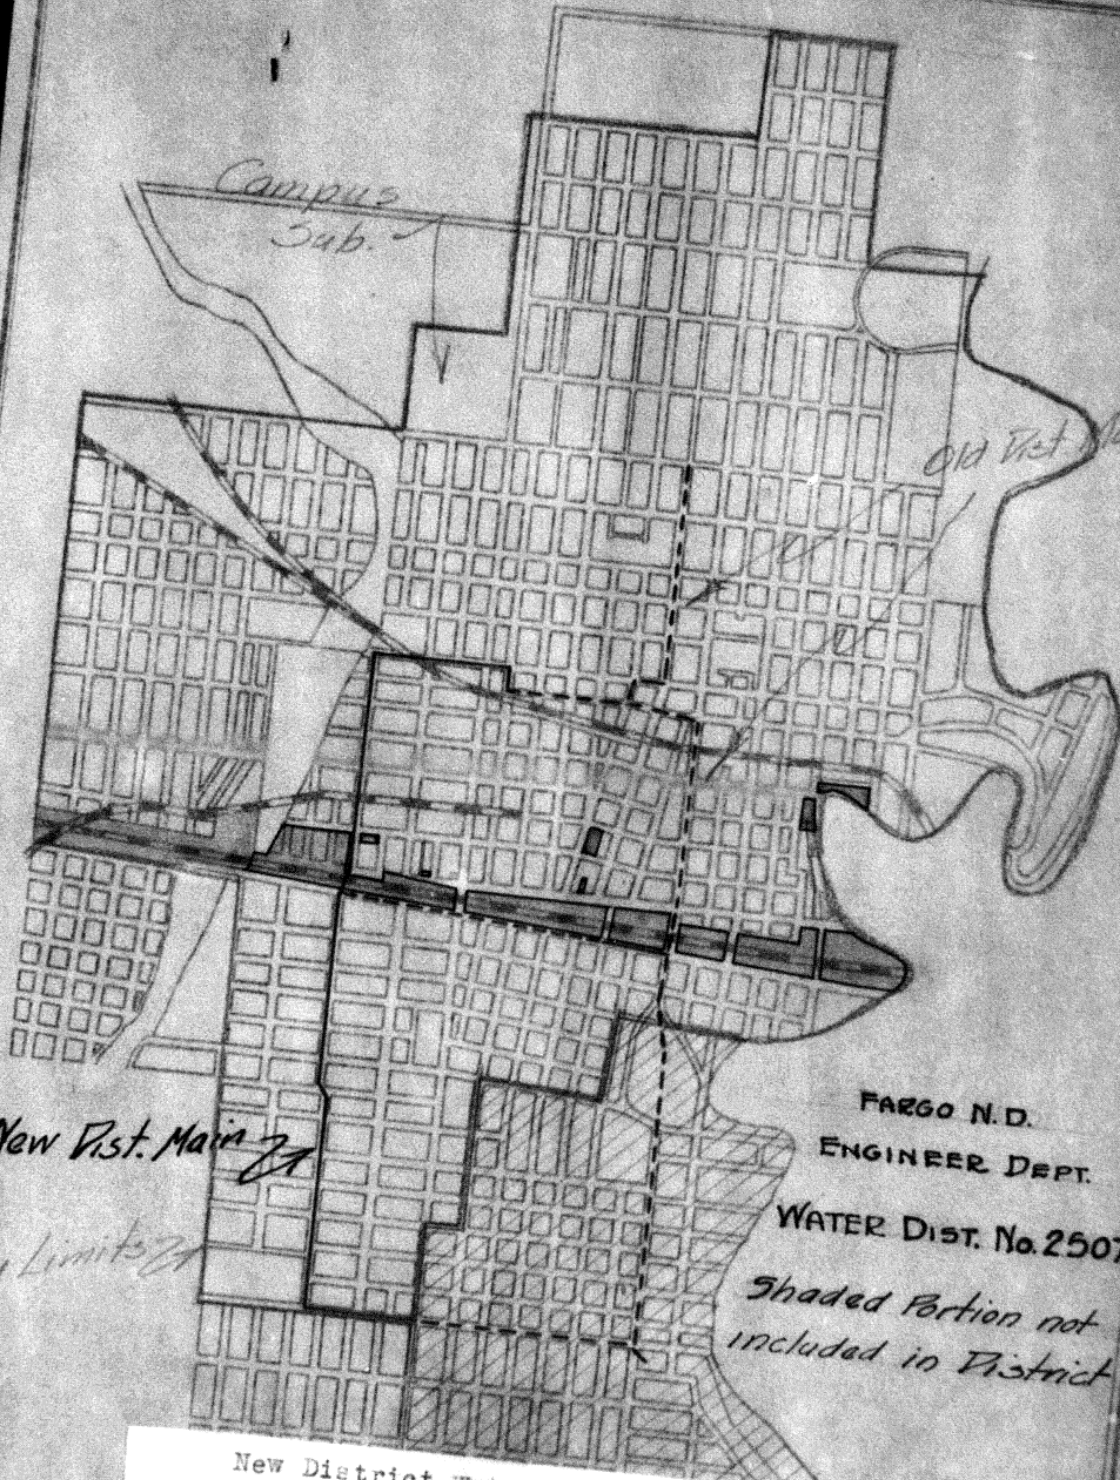 Campus
Sub.
Old Dist.
FARGO N.D.
ENGINEER DEPT.
New Dist. Main
WATER DIST. No. 2507
Limits
Shaded Portion not
included in District
New District